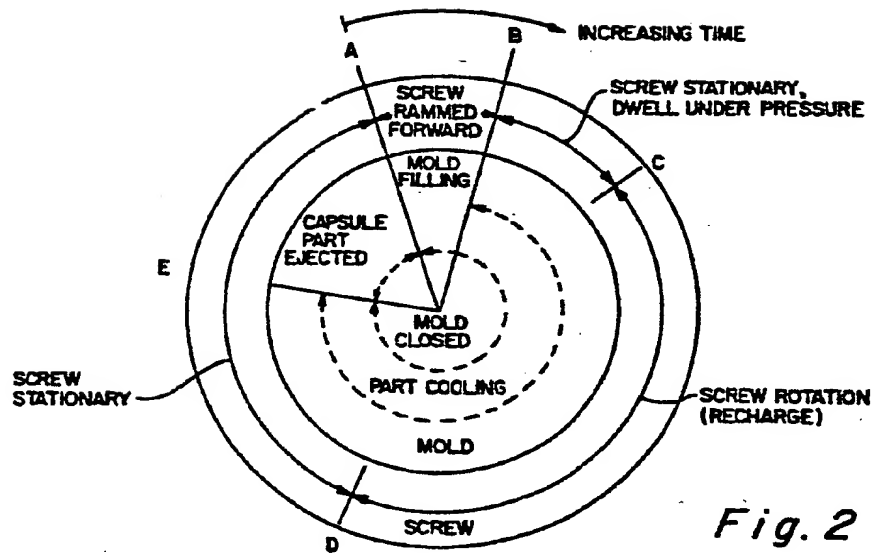 INCREASING TIME
A
B
SCREW
RAMMED
FORWARD
SCREW STATIONARY,
DWELL UNDER PRESSURE
MOLD
FILLING
C
CAPSULE
PART
EJECTED
E
MOLD
CLOSED
PART COOLING
SCREW
STATIONARY
SCREW ROTATION
(RECHARGE)
MOLD
SCREW
D
Fig. 2